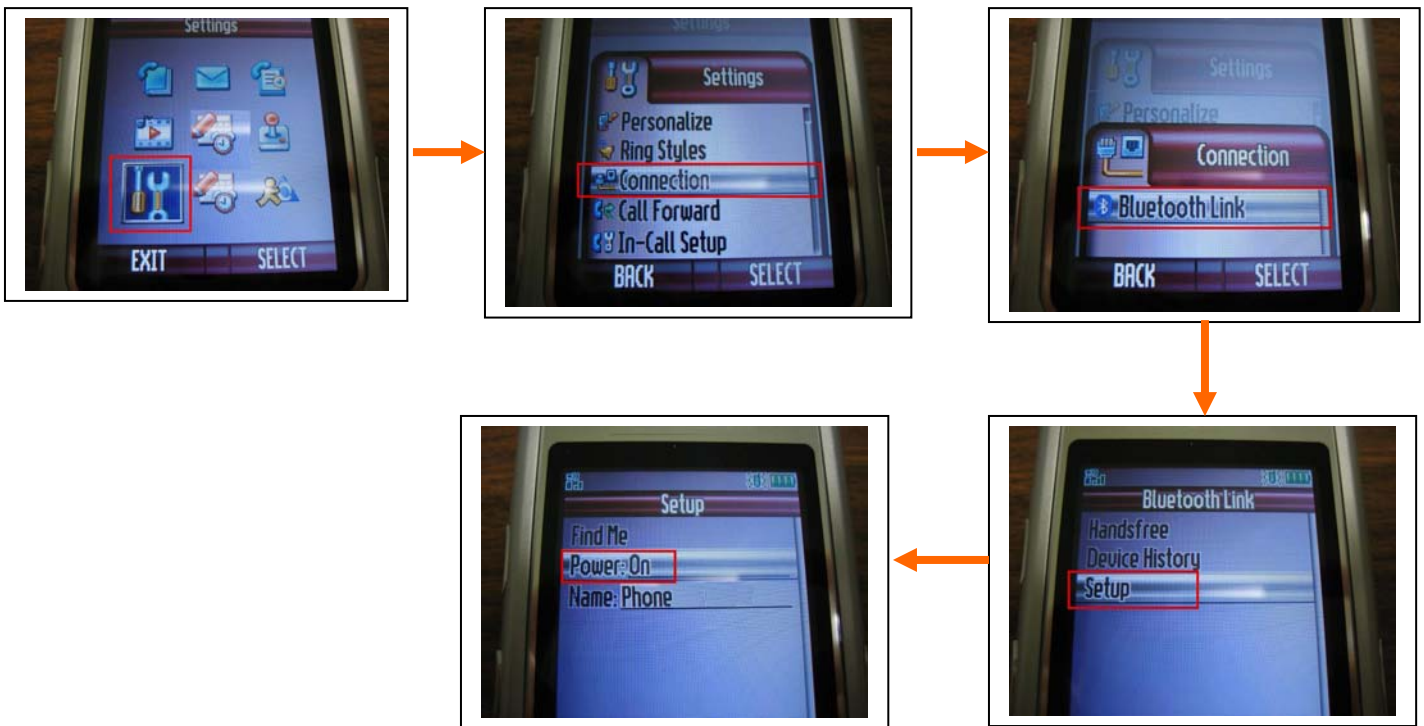 Settings
EXIT SELECT
Settings
Settings
Personalize
Ring Styles
Connection
Call Forward
In-Call Setup
BACK SELECT
Settings
Personalize
Connection
Bluetooth Link
BACK SELECT
Bluetooth Link
Handsfree
Device History
Setup
Setup
Find Me
Power: On
Name: Phone